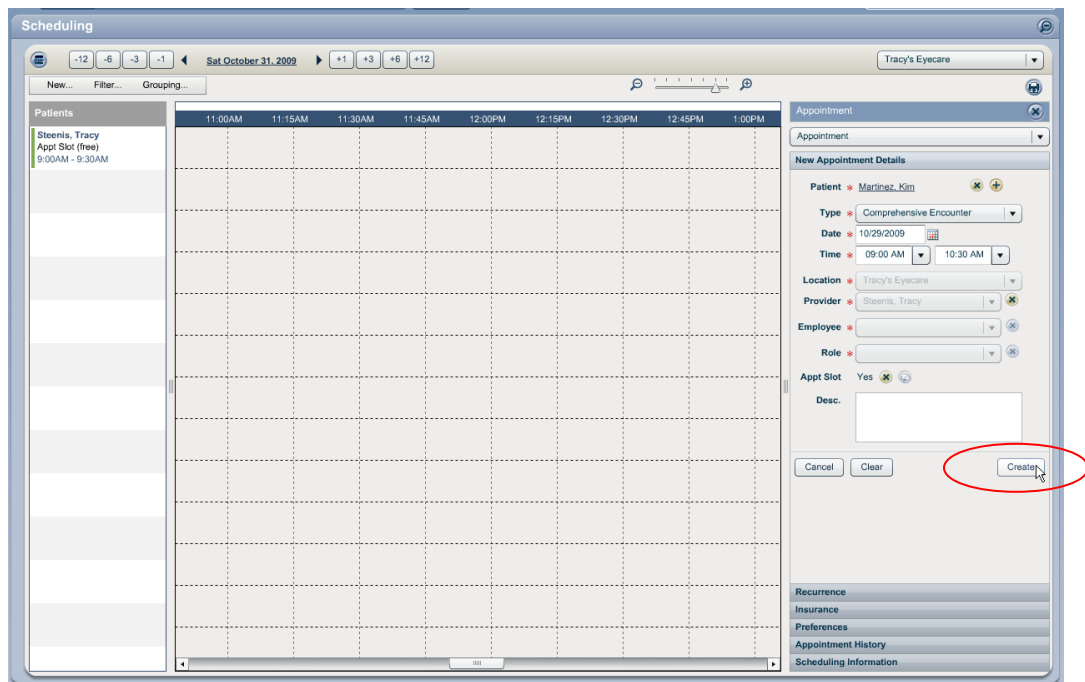 Scheduling
-12 -6 -3 -1 Sat October 31, 2009 +1 +3 +6 +12 Tracy's Eyecare
New... Filter... Grouping...
Patients
Steenis, Tracy
Appt Slot (free)
9:00AM - 9:30AM
11:00AM 11:15AM 11:30AM 11:45AM 12:00PM 12:15PM 12:30PM 12:45PM 1:00PM
Appointment
Appointment
New Appointment Details
Patient * Martinez, Kim
Type * Comprehensive Encounter
Date * 10/29/2009
Time * 09:00 AM 10:30 AM
Location * Tracy's Eyecare
Provider * Steenis, Tracy
Employee *
Role *
Appt Slot Yes
Desc.
Cancel Clear Create
Recurrence
Insurance
Preferences
Appointment History
Scheduling Information